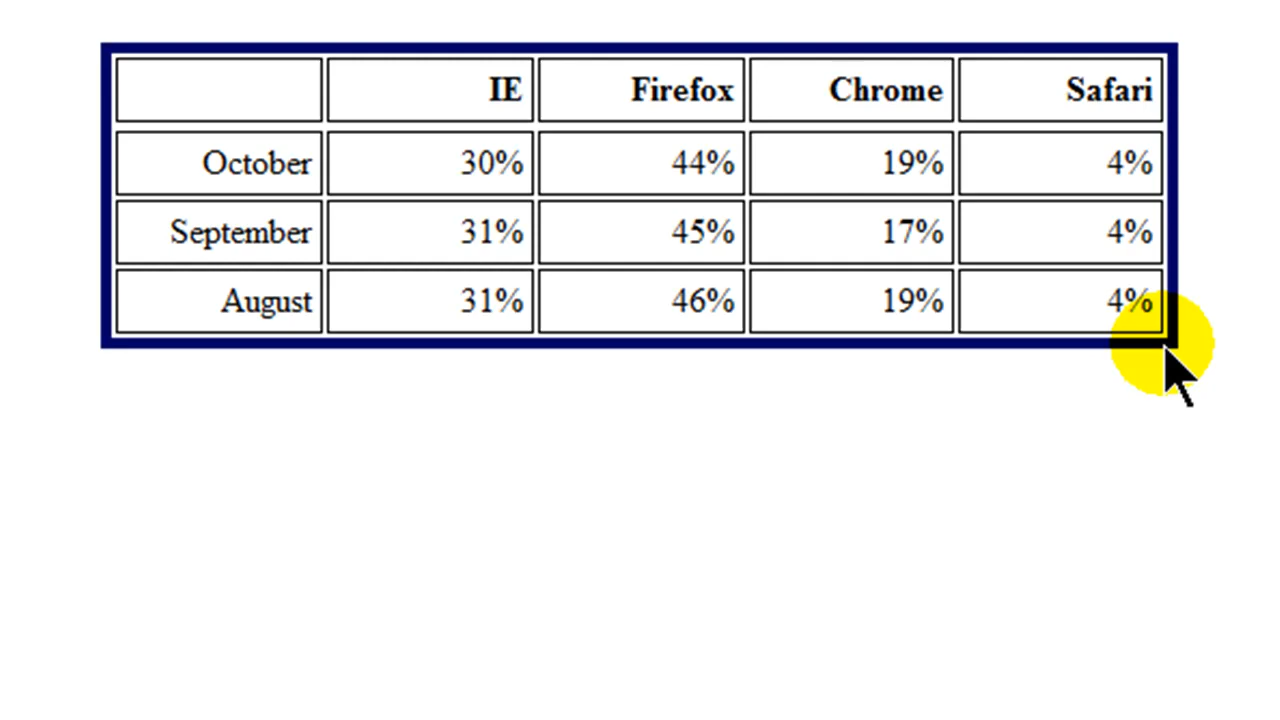 IE Firefox Chrome Safari
October 30% 44% 19% 4%
September 31% 45% 17% 4%
August 31% 46% 19% 4%